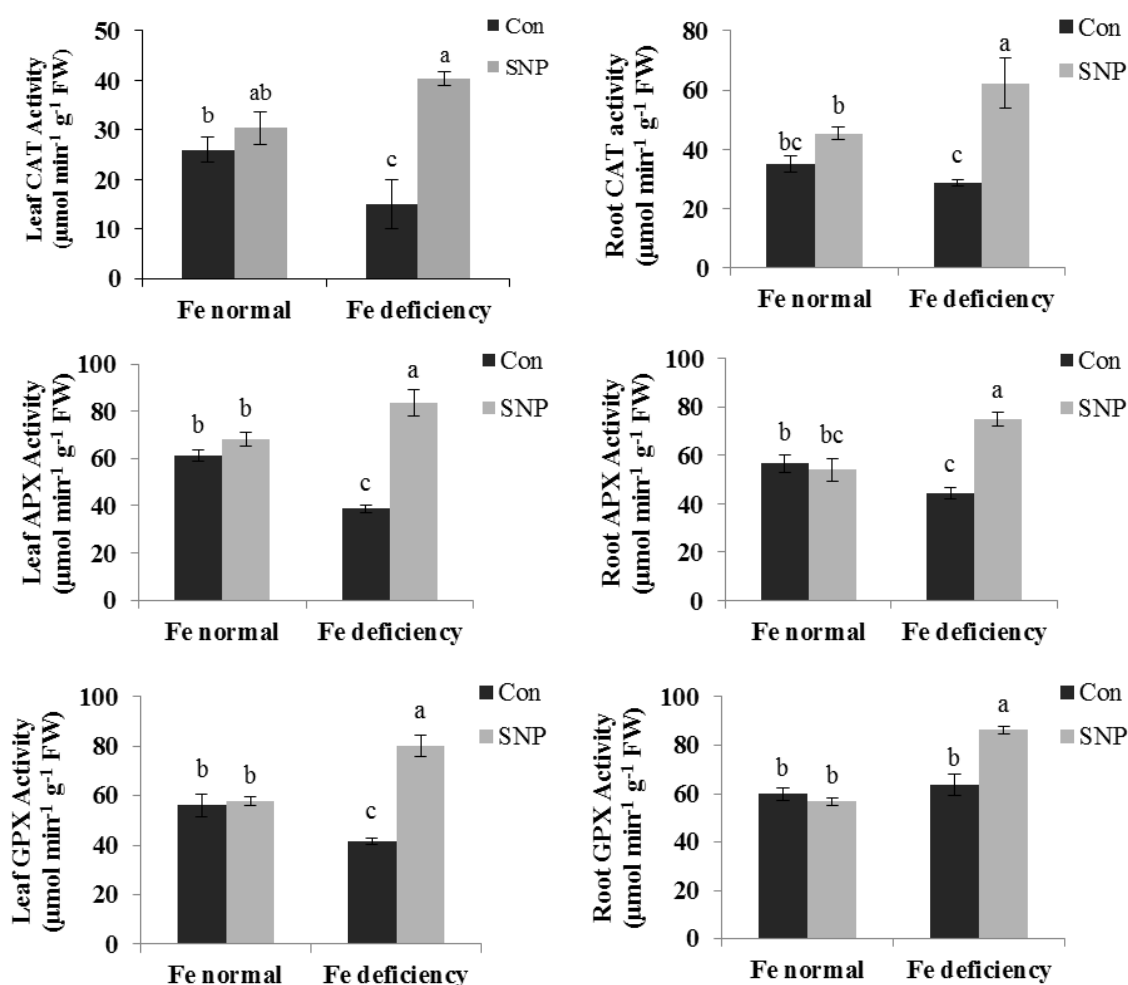 Leaf CAT Activity
(µmol min⁻¹ g⁻¹ FW)
50
40
30
20
10
0
b
ab
c
a
Con
SNP
Fe normal
Fe deficiency
Root CAT activity
(µmol min⁻¹ g⁻¹ FW)
80
60
40
20
0
bc
b
c
a
Con
SNP
Fe normal
Fe deficiency
Leaf APX Activity
(µmol min⁻¹ g⁻¹ FW)
100
80
60
40
20
0
b
b
c
a
Con
SNP
Fe normal
Fe deficiency
Root APX Activity
(µmol min⁻¹ g⁻¹ FW)
100
80
60
40
20
0
b
bc
c
a
Con
SNP
Fe normal
Fe deficiency
Leaf GPX Activity
(µmol min⁻¹ g⁻¹ FW)
100
80
60
40
20
0
b
b
c
a
Con
SNP
Fe normal
Fe deficiency
Root GPX Activity
(µmol min⁻¹ g⁻¹ FW)
100
80
60
40
20
0
b
b
b
a
Con
SNP
Fe normal
Fe deficiency